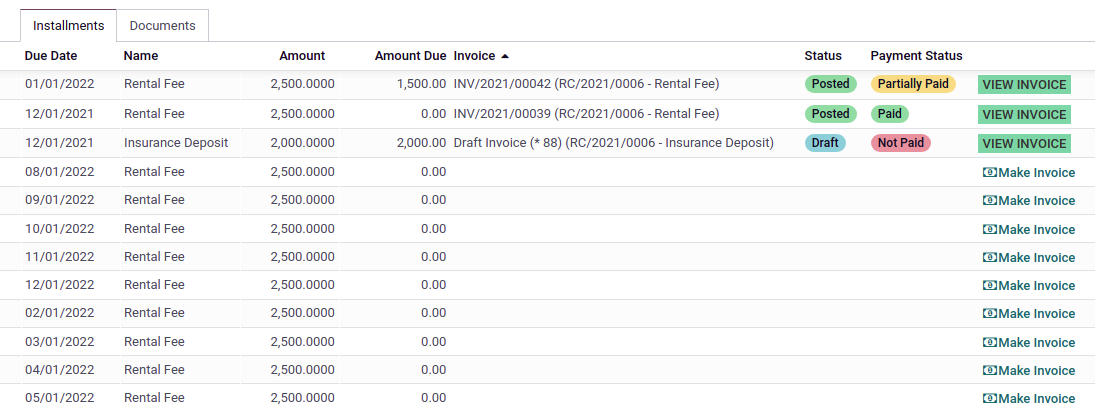 Installments Documents
Due Date Name Amount Amount Due Invoice Status Payment Status
01/01/2022 Rental Fee 2,500.0000 1,500.00 INV/2021/00042 (RC/2021/0006 - Rental Fee) Posted Partially Paid VIEW INVOICE
12/01/2021 Rental Fee 2,500.0000 0.00 INV/2021/00039 (RC/2021/0006 - Rental Fee) Posted Paid VIEW INVOICE
12/01/2021 Insurance Deposit 2,000.0000 2,000.00 Draft Invoice (* 88) (RC/2021/0006 - Insurance Deposit) Draft Not Paid VIEW INVOICE
08/01/2022 Rental Fee 2,500.0000 0.00 Make Invoice
09/01/2022 Rental Fee 2,500.0000 0.00 Make Invoice
10/01/2022 Rental Fee 2,500.0000 0.00 Make Invoice
11/01/2022 Rental Fee 2,500.0000 0.00 Make Invoice
12/01/2022 Rental Fee 2,500.0000 0.00 Make Invoice
02/01/2022 Rental Fee 2,500.0000 0.00 Make Invoice
03/01/2022 Rental Fee 2,500.0000 0.00 Make Invoice
04/01/2022 Rental Fee 2,500.0000 0.00 Make Invoice
05/01/2022 Rental Fee 2,500.0000 0.00 Make Invoice